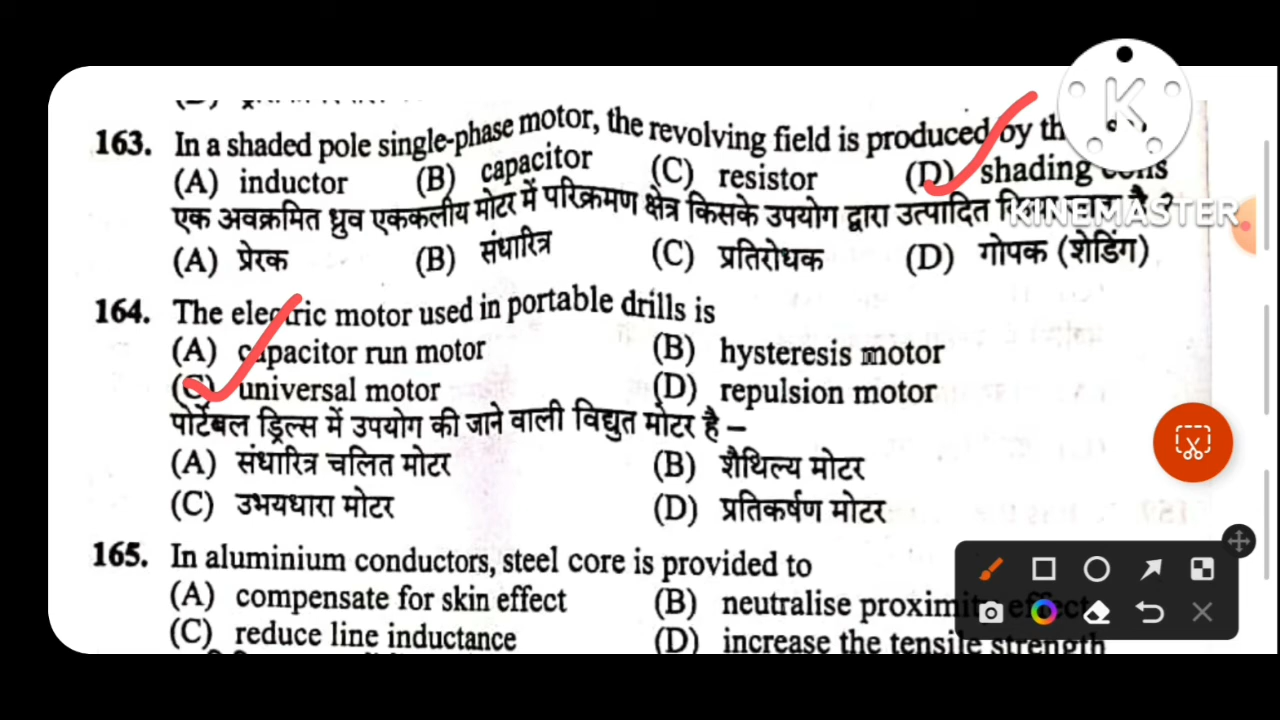 163. In a shaded pole single-phase motor, the revolving field is produced by
(A) inductor (B) capacitor (C) resistor (D) shading coils
एक अवक्रमित ध्रुव एककलीय मोटर में परिक्रमण क्षेत्र किसके उपयोग द्वारा उत्पादित है ?
(A) प्रेरक (B) संधारित्र (C) प्रतिरोधक (D) गोपक (शेडिंग)
KINEMASTER
164. The electric motor used in portable drills is
(A) capacitor run motor (B) hysteresis motor
(C) universal motor (D) repulsion motor
पोर्टेबल ड्रिल्स में उपयोग की जाने वाली विद्युत मोटर है –
(A) संधारित्र चलित मोटर (B) शैथिल्य मोटर
(C) उभयधारा मोटर (D) प्रतिकर्षण मोटर
165. In aluminium conductors, steel core is provided to
(A) compensate for skin effect (B) neutralise proximity effect
(C) reduce line inductance (D) increase the tensile strength